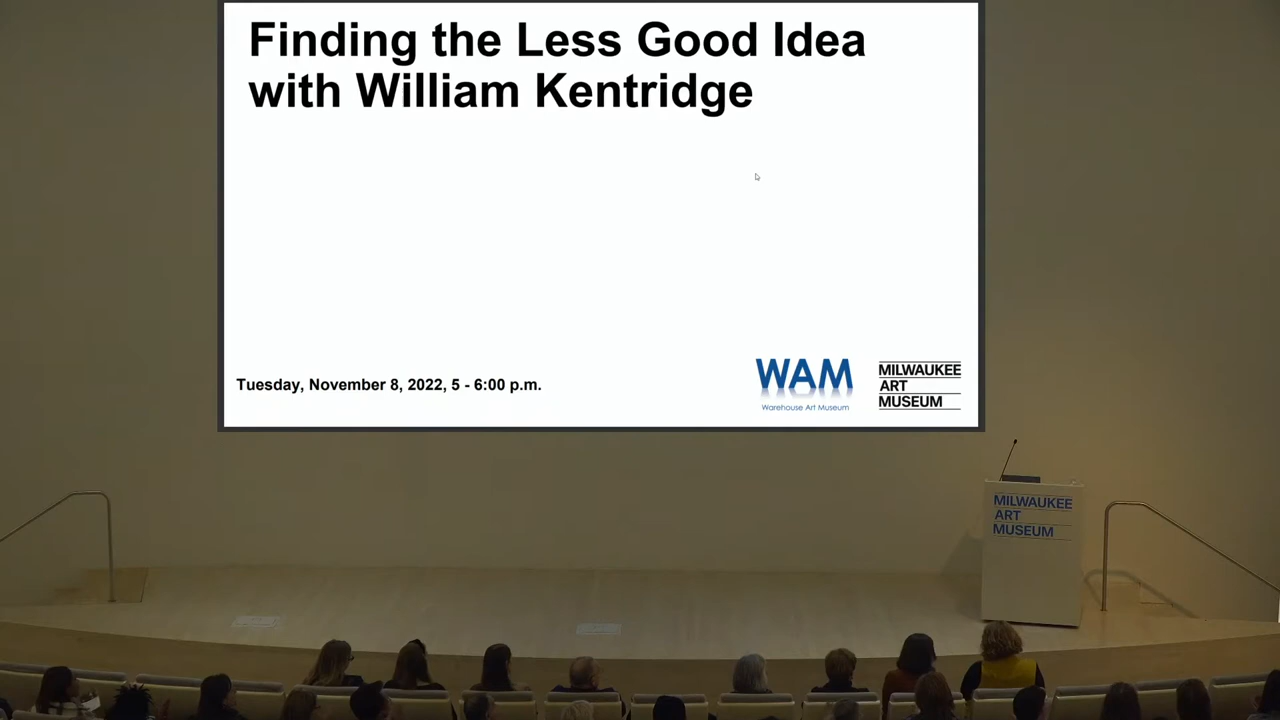 Finding the Less Good Idea
with William Kentridge
Tuesday, November 8, 2022, 5 - 6:00 p.m.
WAM
Warehouse Art Museum
MILWAUKEE
ART
MUSEUM
MILWAUKEE
ART
MUSEUM